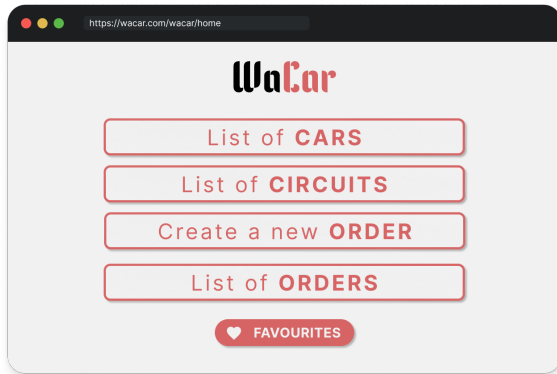 https://wacar.com/wacar/home
WaCar
List of CARS
List of CIRCUITS
Create a new ORDER
List of ORDERS
FAVOURITES